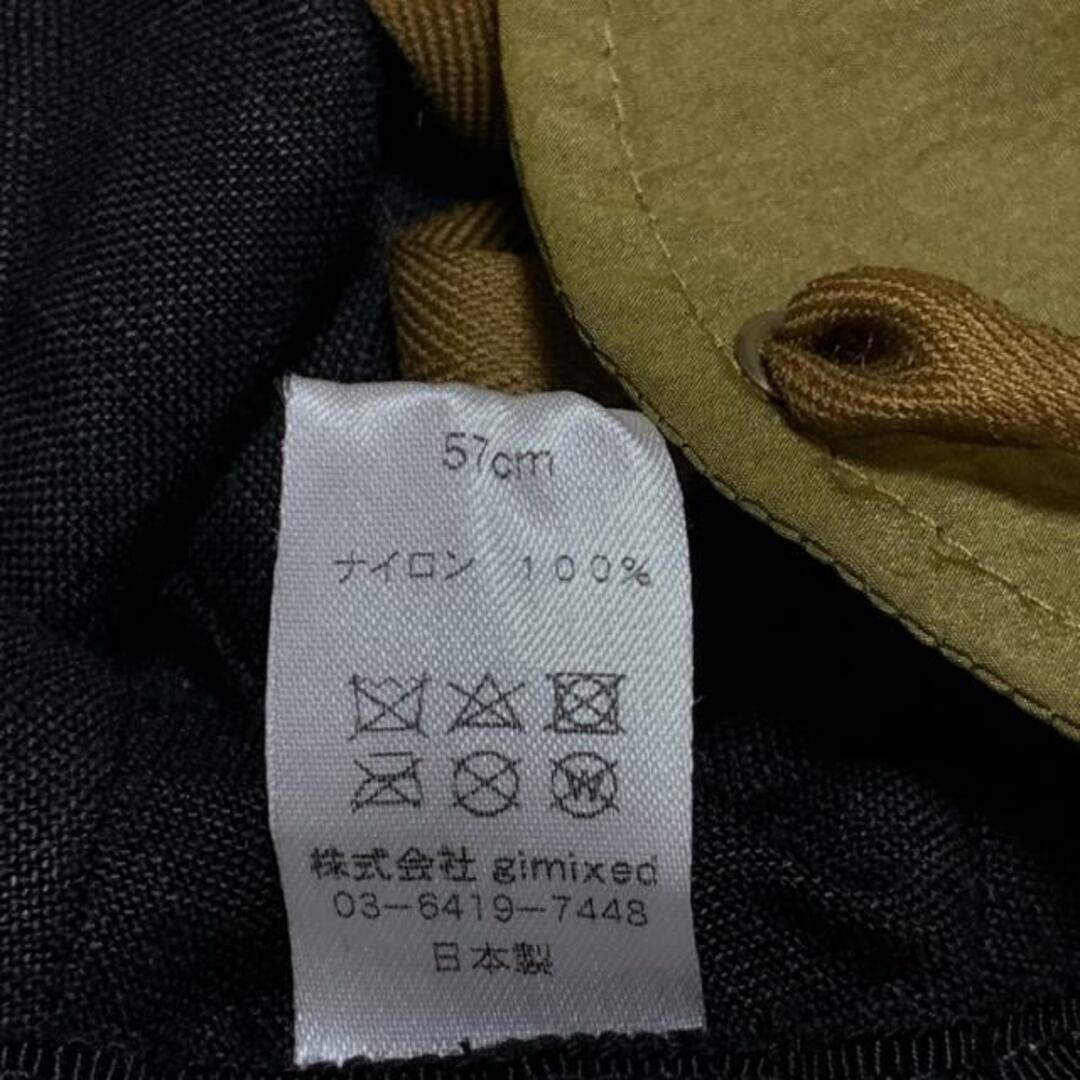 57cm
ナイロン 100%
W
株式会社 gimixed
03-6419-7448
日本製